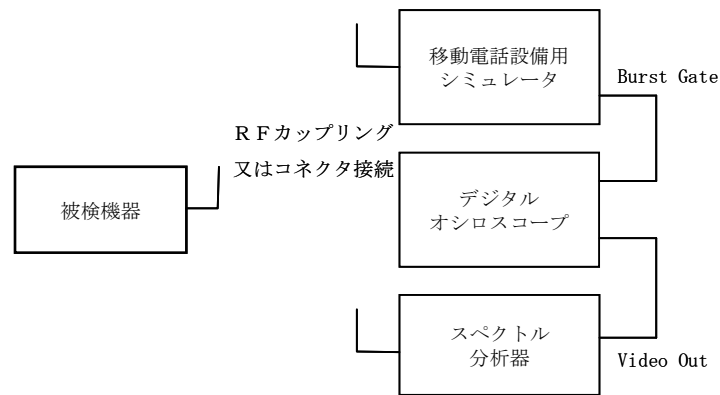 移動電話設備用
シミュレータ
Burst Gate
ＲＦカップリング
又はコネクタ接続
被検機器
デジタル
オシロスコープ
スペクトル
分析器
Video Out